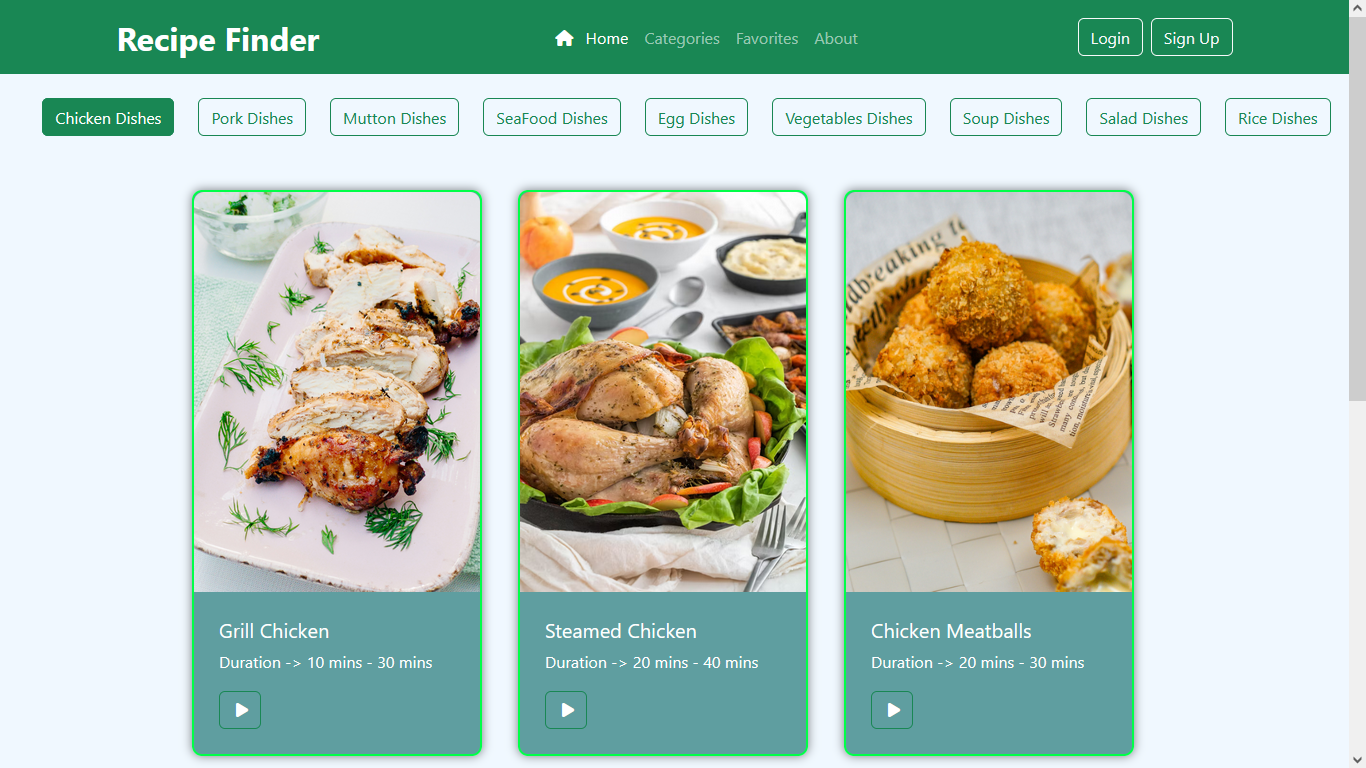 Recipe Finder
Home Categories Favorites About
Login Sign Up
Chicken Dishes Pork Dishes Mutton Dishes SeaFood Dishes Egg Dishes Vegetables Dishes Soup Dishes Salad Dishes Rice Dishes
Grill Chicken
Duration -> 10 mins - 30 mins
Steamed Chicken
Duration -> 20 mins - 40 mins
Chicken Meatballs
Duration -> 20 mins - 30 mins